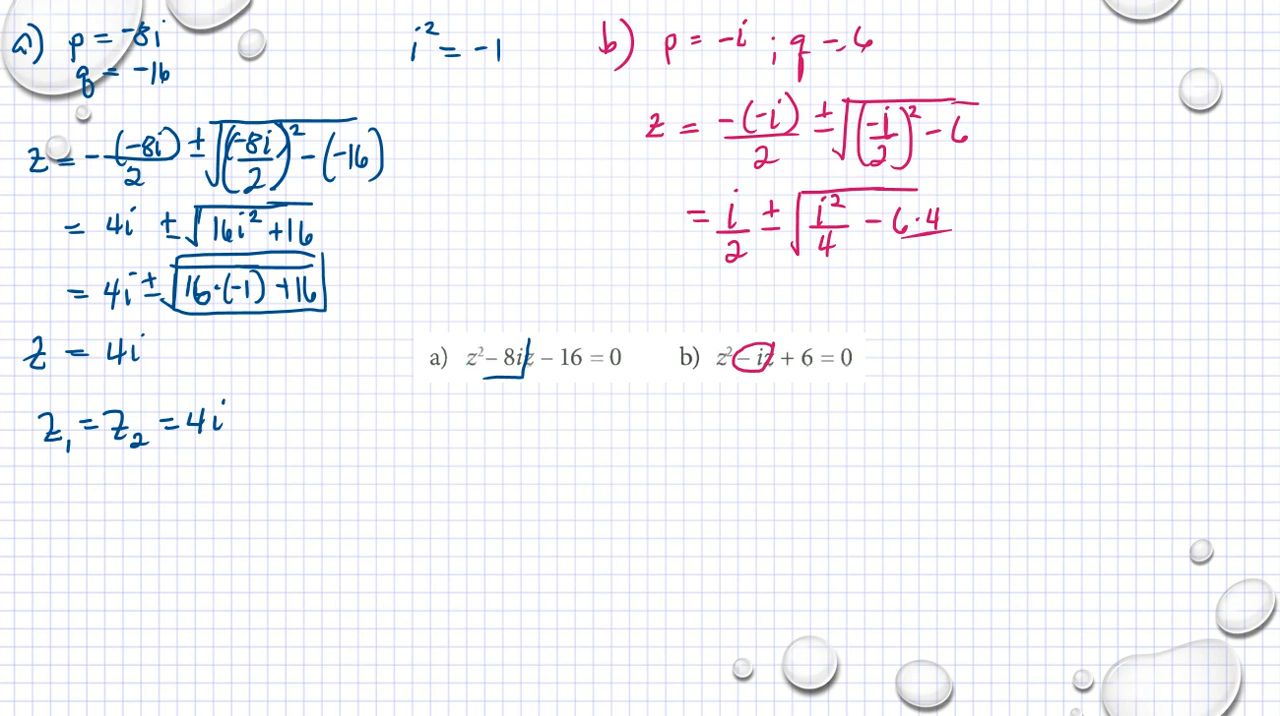 a) p = -8i
q = -16
z = -(-8i)/2 ± √((-8i/2)² - (-16))
= 4i ± √(16i² + 16)
= 4i ± √(16·(-1) + 16)
z = 4i
z₁ = z₂ = 4i
i² = -1
b) p = -i ; q = 6
z = -(-i)/2 ± √((-i/2)² - 6)
= i/2 ± √(i²/4 - 6·4)
a) z² – 8iz – 16 = 0
b) z² – iz + 6 = 0